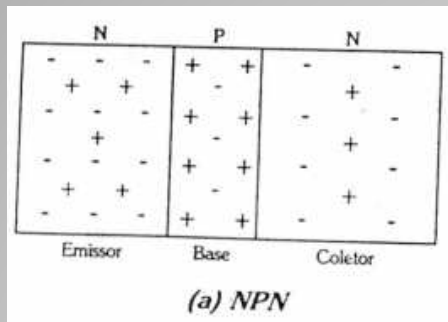 N P N
- - - + + - -
+ + - +
- - - + + - -
+ - +
- - - + + - -
+ + - +
- - - + + - -
Emissor Base Coletor
(a) NPN